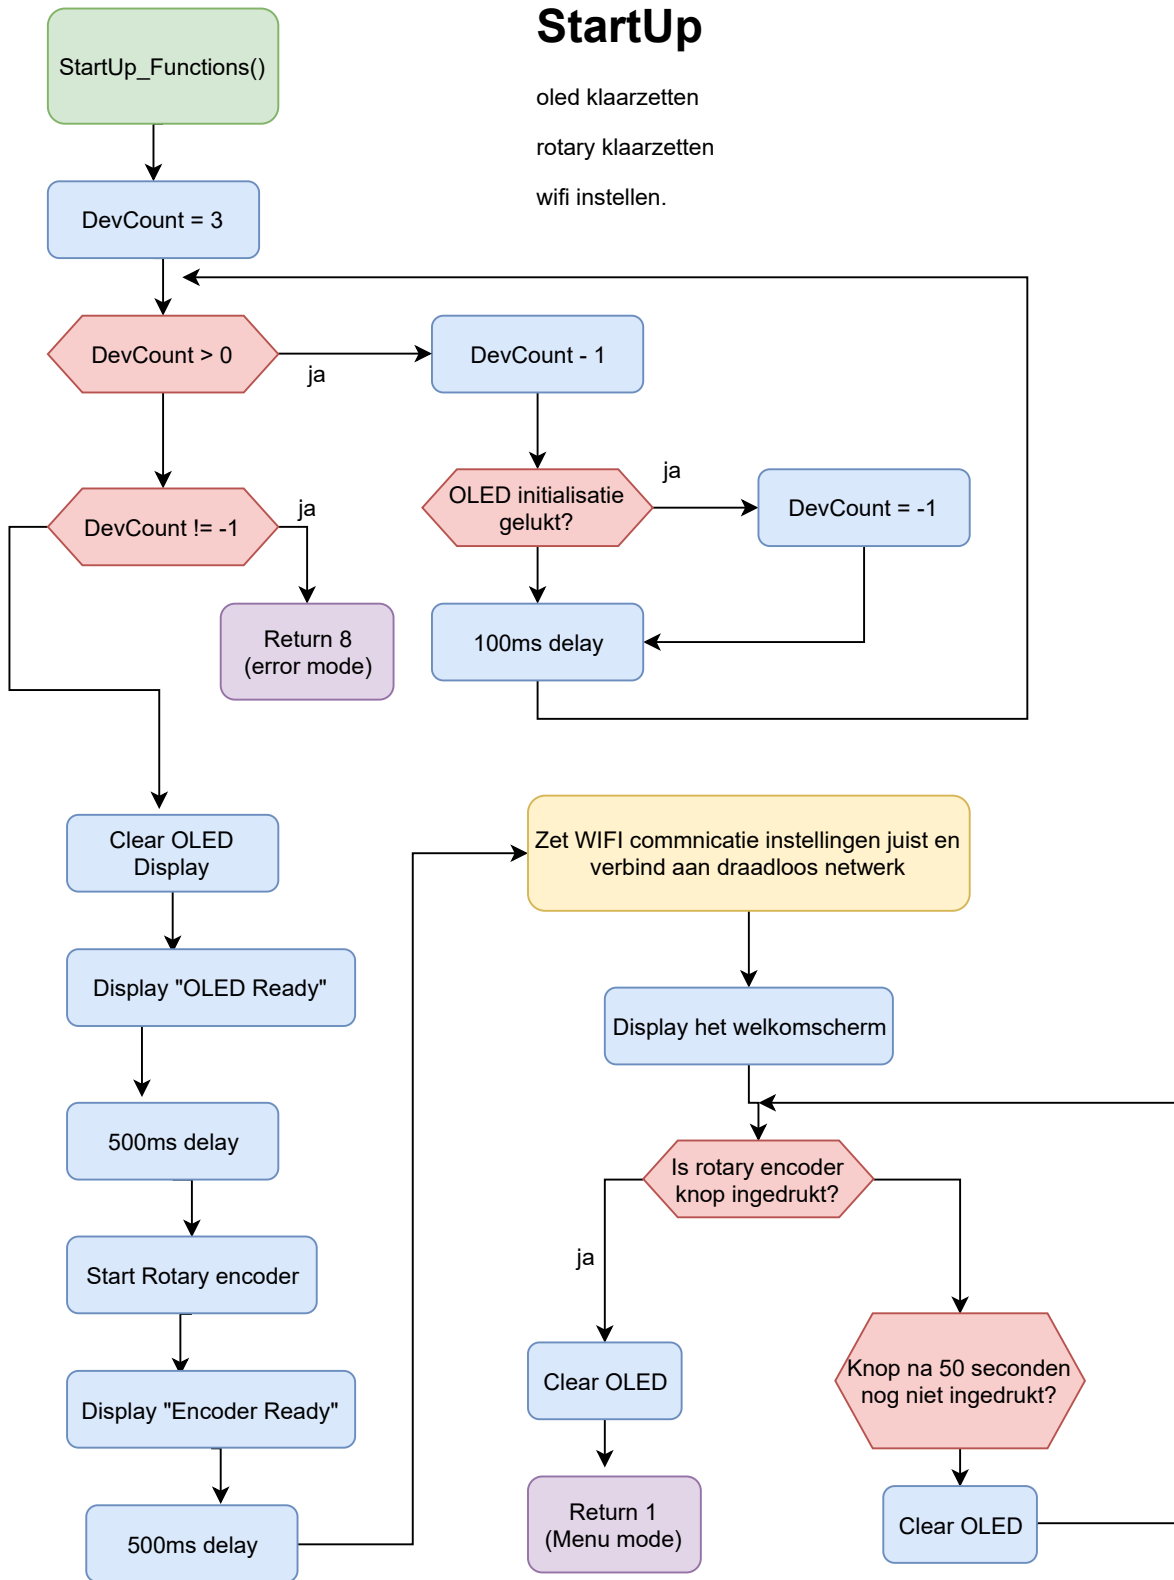 StartUp
oled klaarzetten
rotary klaarzetten
wifi instellen.
StartUp_Functions()
DevCount = 3
DevCount > 0
ja
DevCount - 1
OLED initialisatie
gelukt?
ja
DevCount = -1
100ms delay
DevCount != -1
ja
Return 8
(error mode)
Clear OLED
Display
Display "OLED Ready"
500ms delay
Start Rotary encoder
Display "Encoder Ready"
500ms delay
Zet WIFI commnicatie instellingen juist en
verbind aan draadloos netwerk
Display het welkomscherm
Is rotary encoder
knop ingedrukt?
ja
Clear OLED
Return 1
(Menu mode)
Knop na 50 seconden
nog niet ingedrukt?
Clear OLED